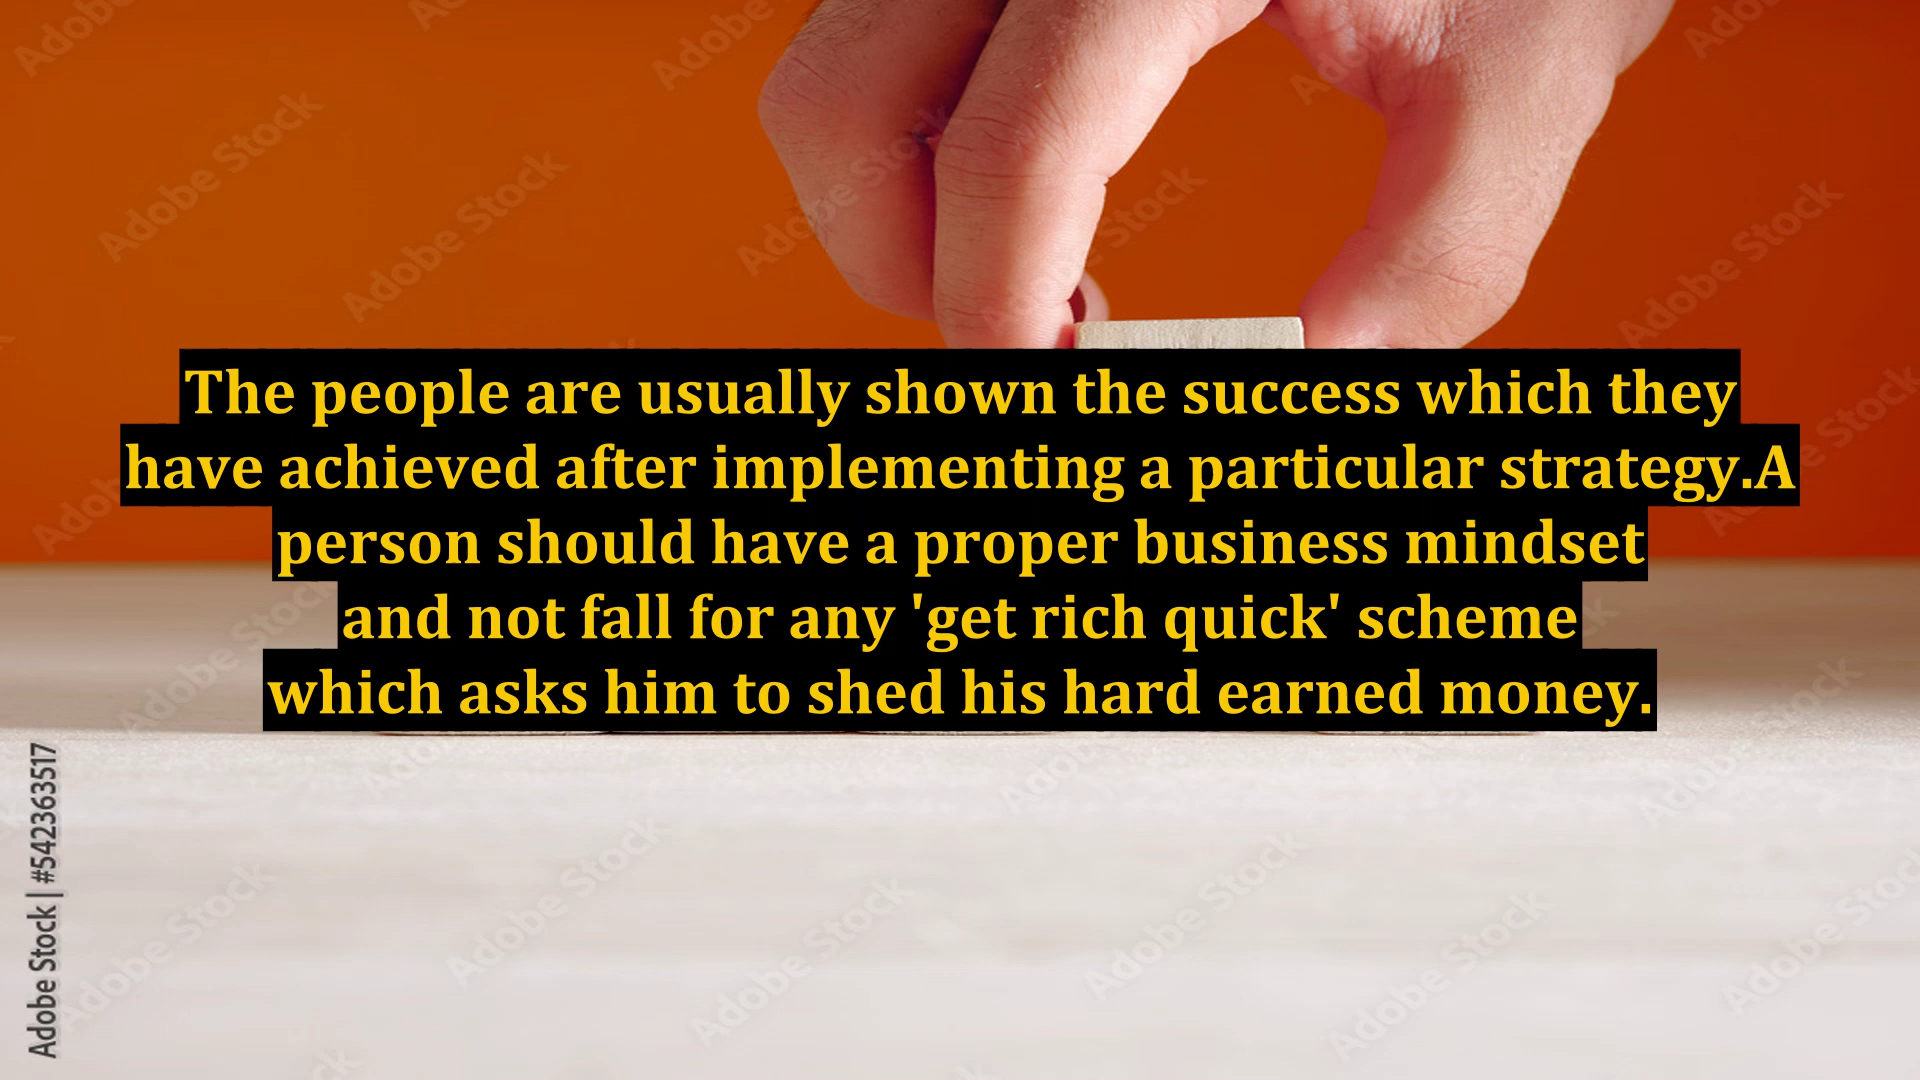 The people are usually shown the success which they
have achieved after implementing a particular strategy.A
person should have a proper business mindset
and not fall for any 'get rich quick' scheme
which asks him to shed his hard earned money.
Adobe Stock | #542363517
Adobe Stock